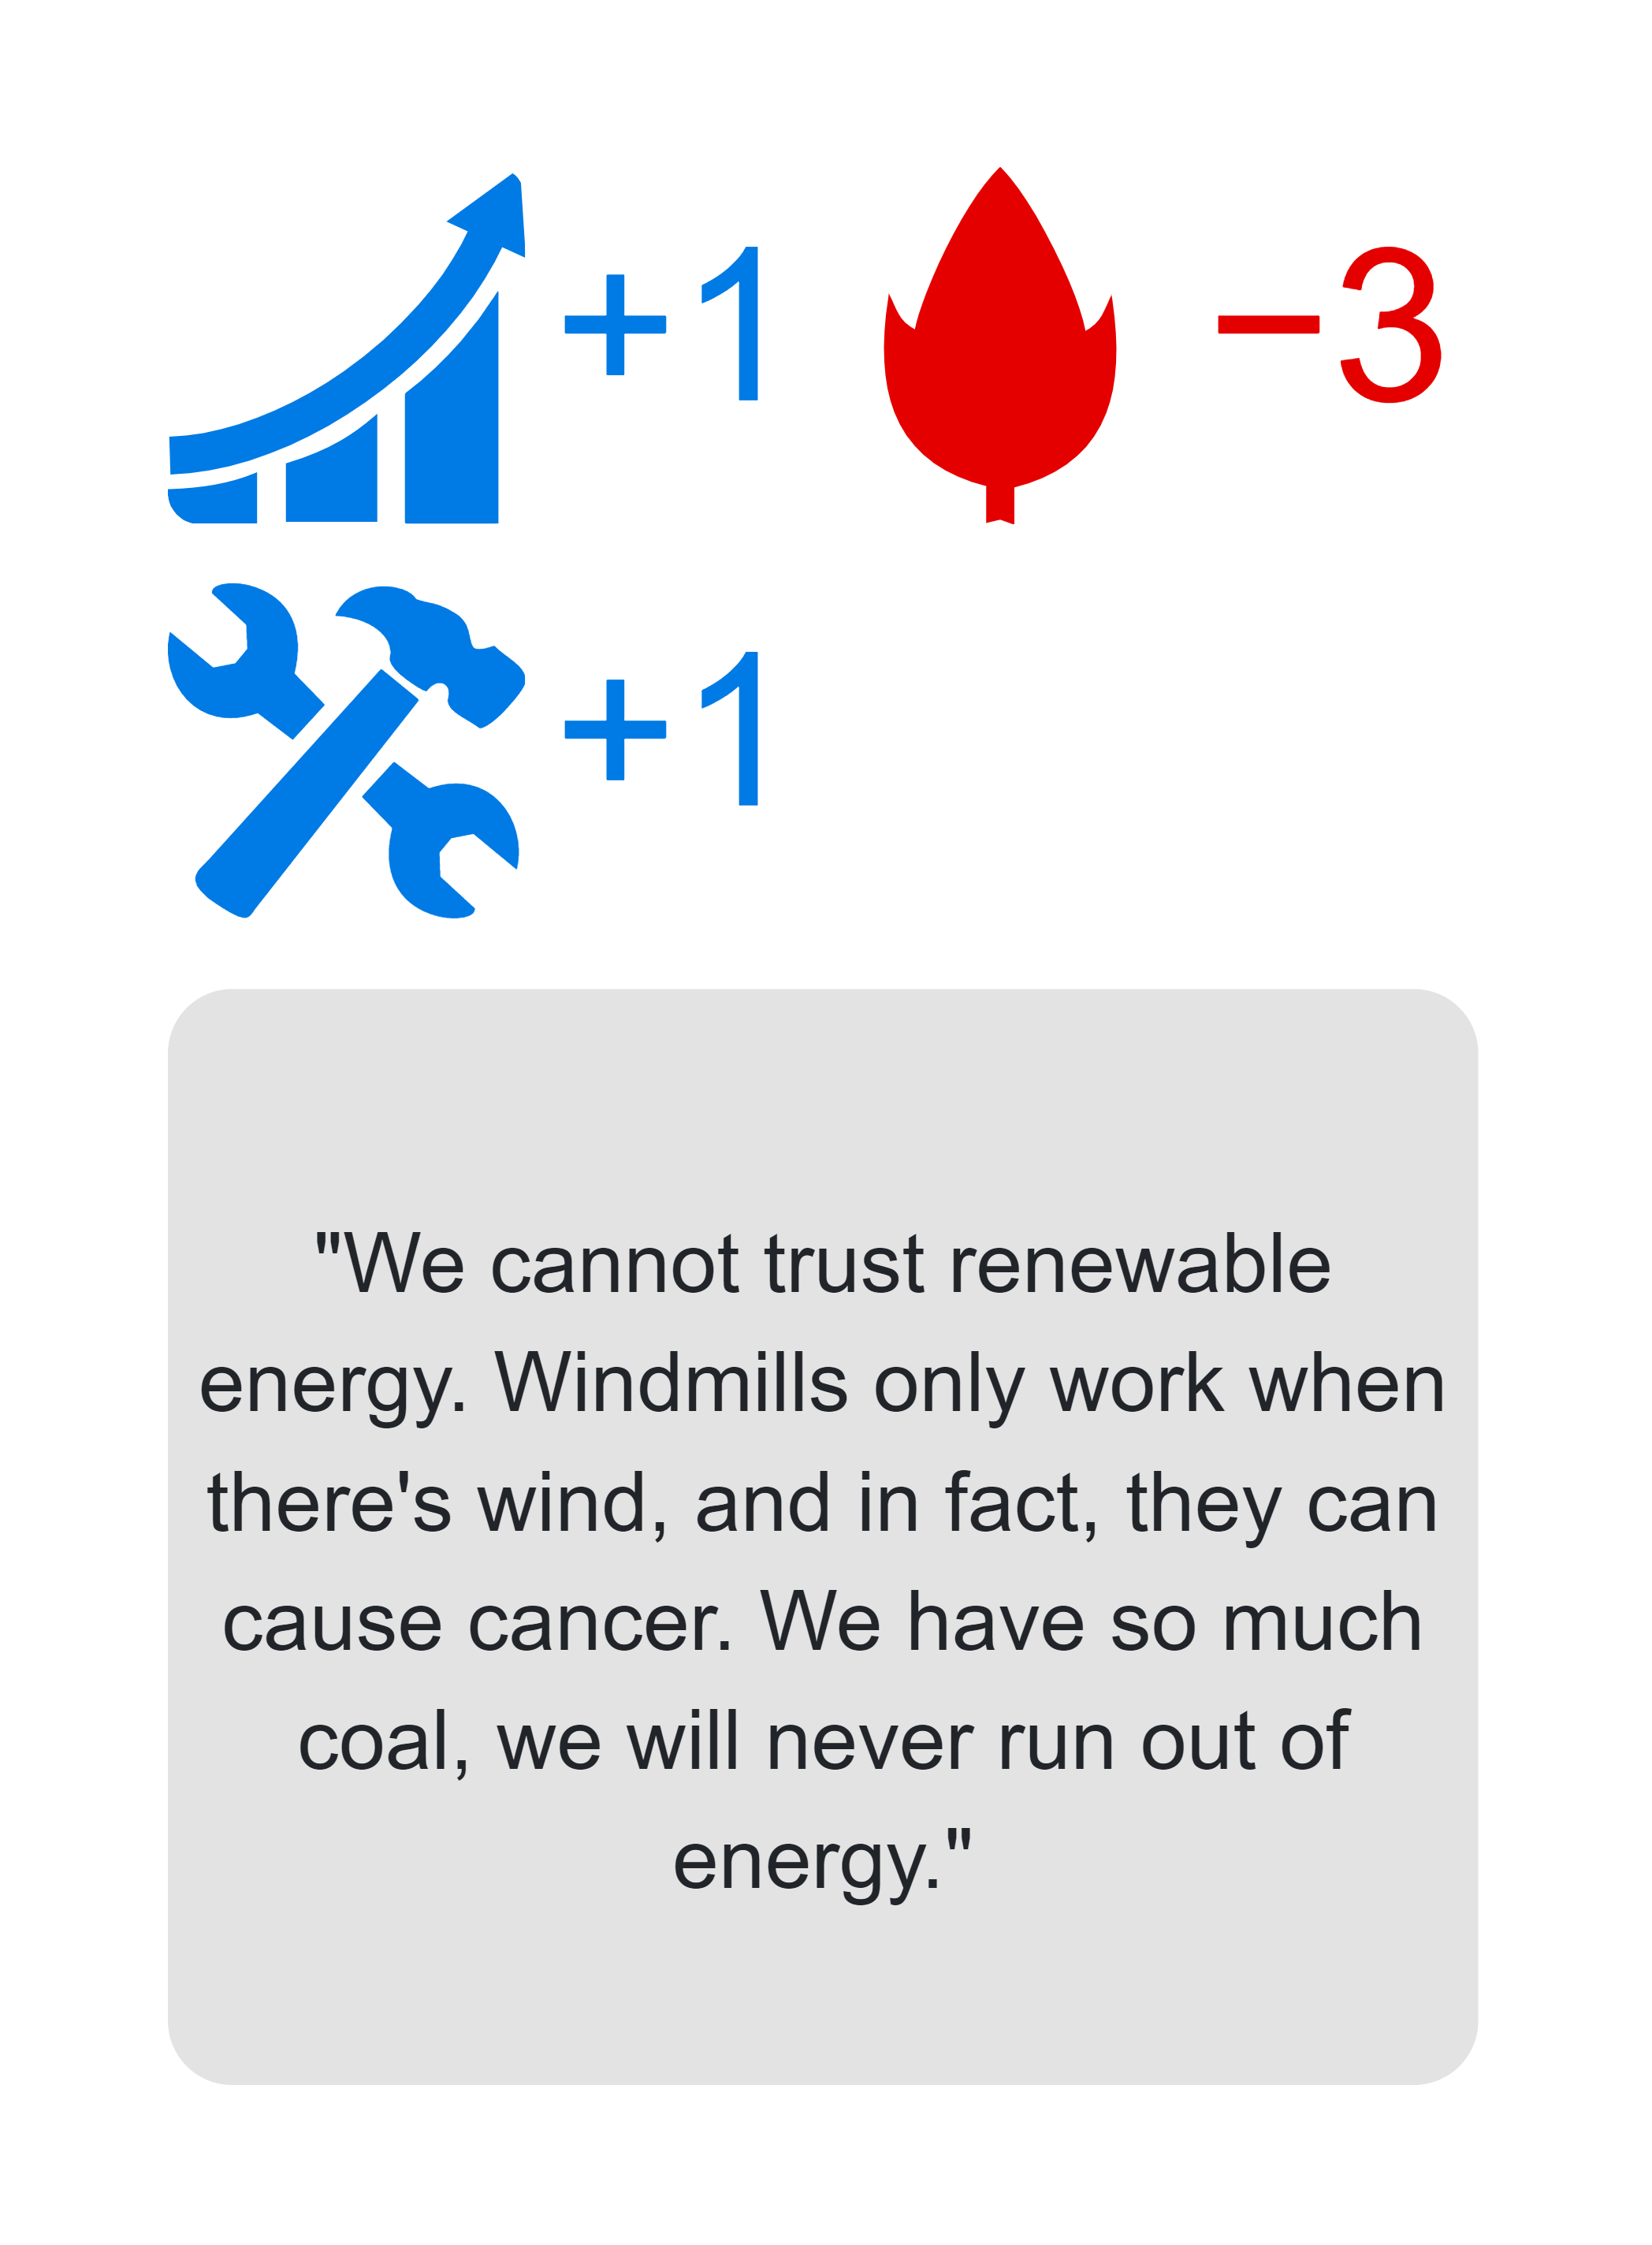 +1 −3
+1
"We cannot trust renewable
energy. Windmills only work when
there's wind, and in fact, they can
cause cancer. We have so much
coal, we will never run out of
energy."